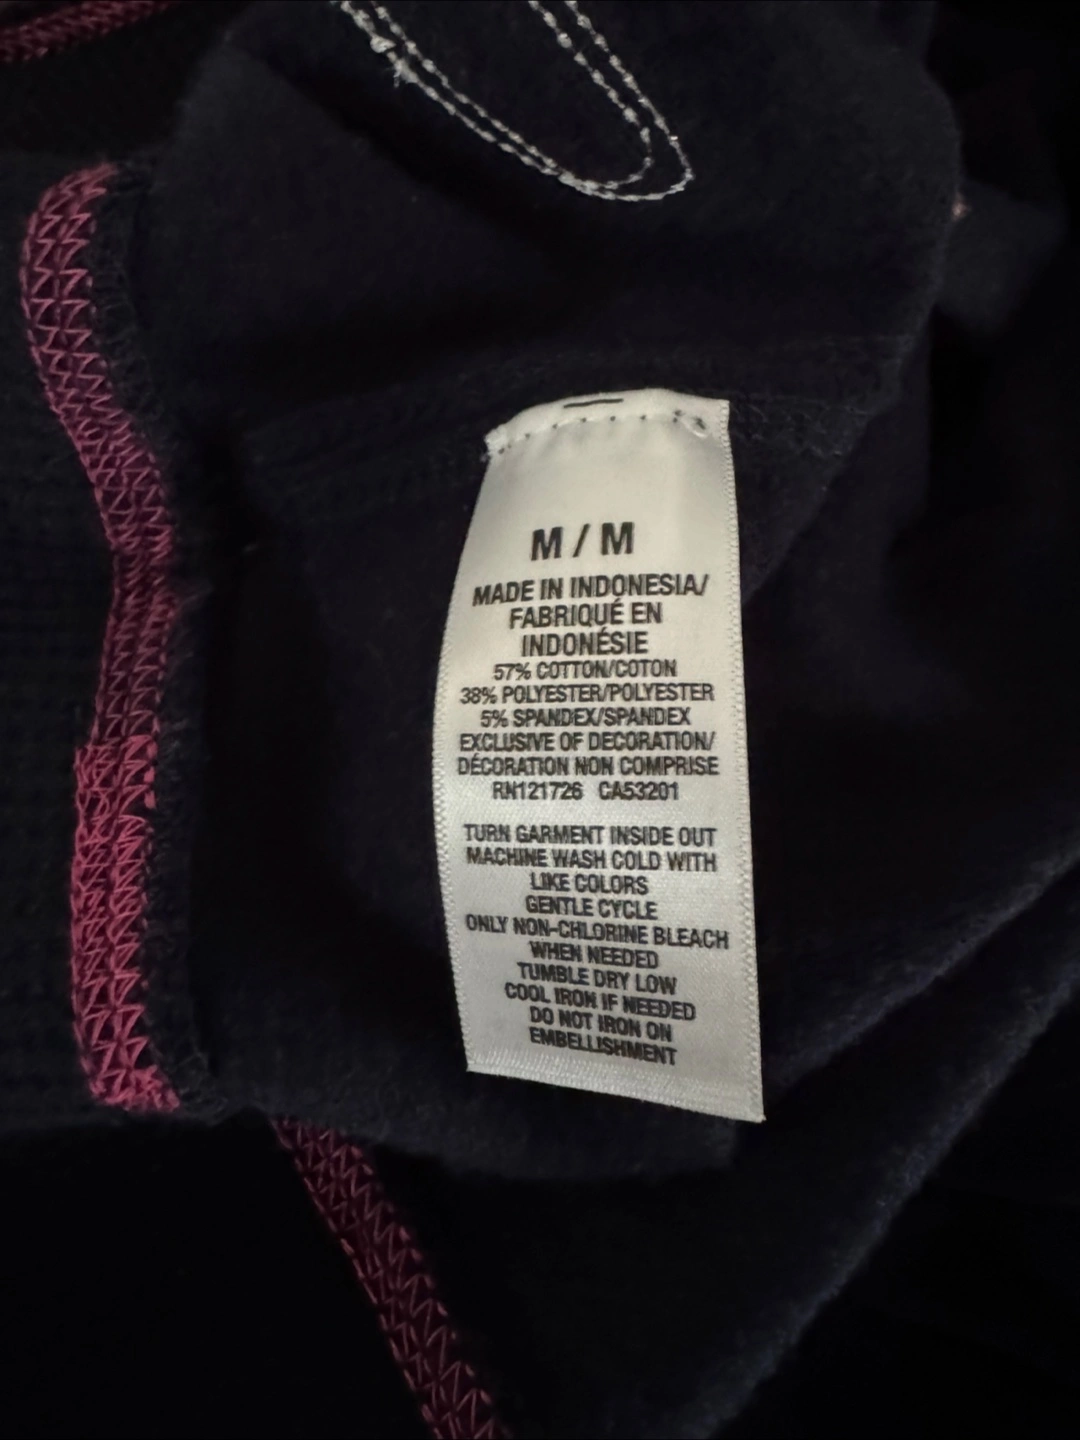 M / M
MADE IN INDONESIA/
FABRIQUÉ EN
INDONÉSIE
57% COTTON/COTON
38% POLYESTER/POLYESTER
5% SPANDEX/SPANDEX
EXCLUSIVE OF DECORATION/
DÉCORATION NON COMPRISE
RN121726 CA53201
TURN GARMENT INSIDE OUT
MACHINE WASH COLD WITH
LIKE COLORS
GENTLE CYCLE
ONLY NON-CHLORINE BLEACH
WHEN NEEDED
TUMBLE DRY LOW
COOL IRON IF NEEDED
DO NOT IRON ON
EMBELLISHMENT